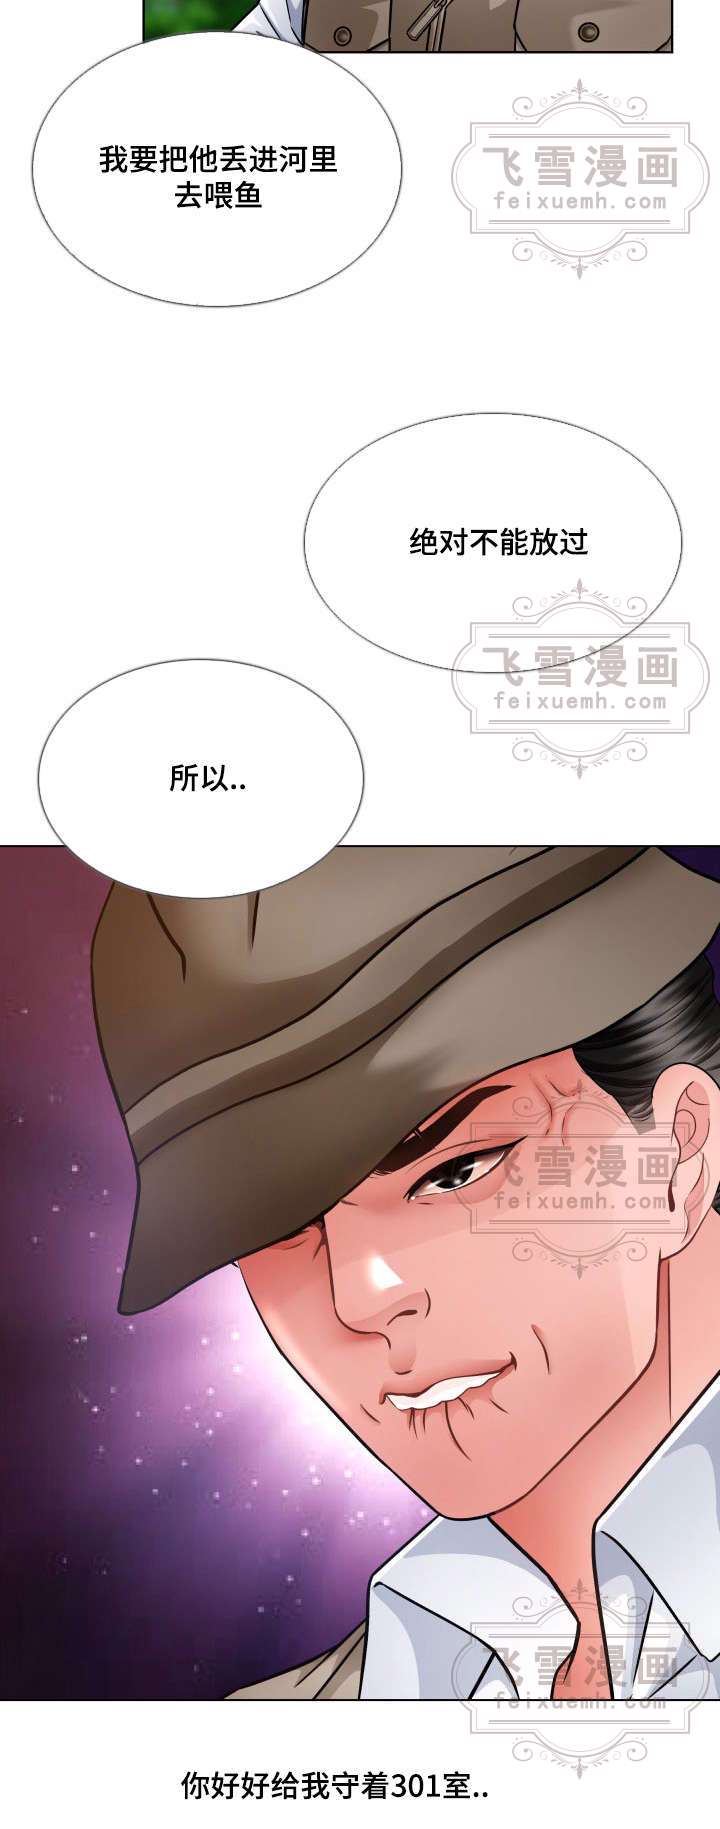 我要把他丢进河里
去喂鱼
飞雪漫画
feixuemh.com
绝对不能放过
飞雪漫画
feixuemh.com
所以..
飞雪漫画
feixuemh.com
飞雪漫画
feixuemh.com
你好好给我守着301室..